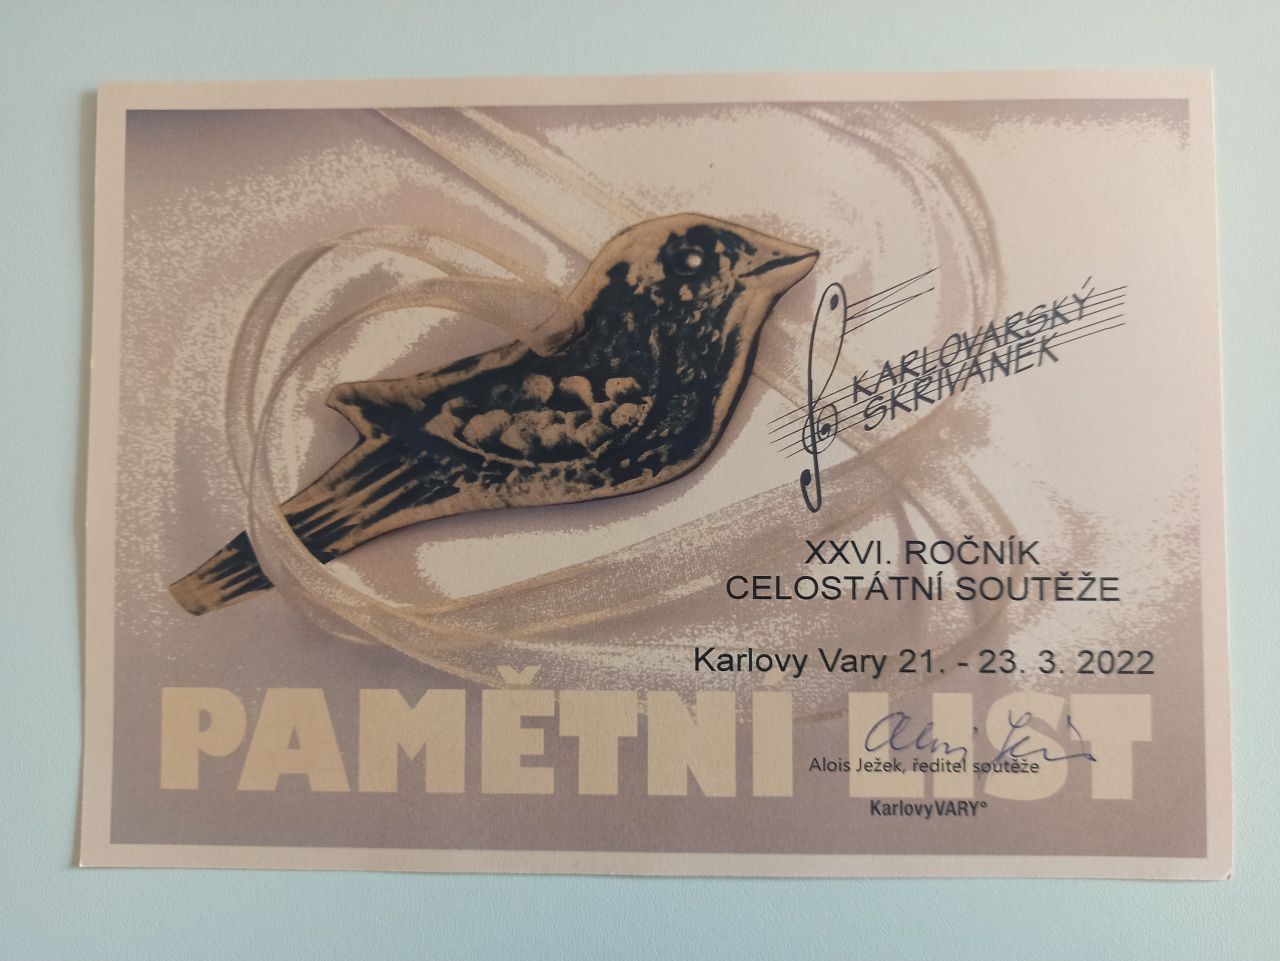 KARLOVARSKÝ
SKŘIVÁNEK
XXVI. ROČNÍK
CELOSTÁTNÍ SOUTĚŽE
Karlovy Vary 21. - 23. 3. 2022
PAMĚTNÍ LIST
Alois Ježek, ředitel soutěže
KarlovyVARY°